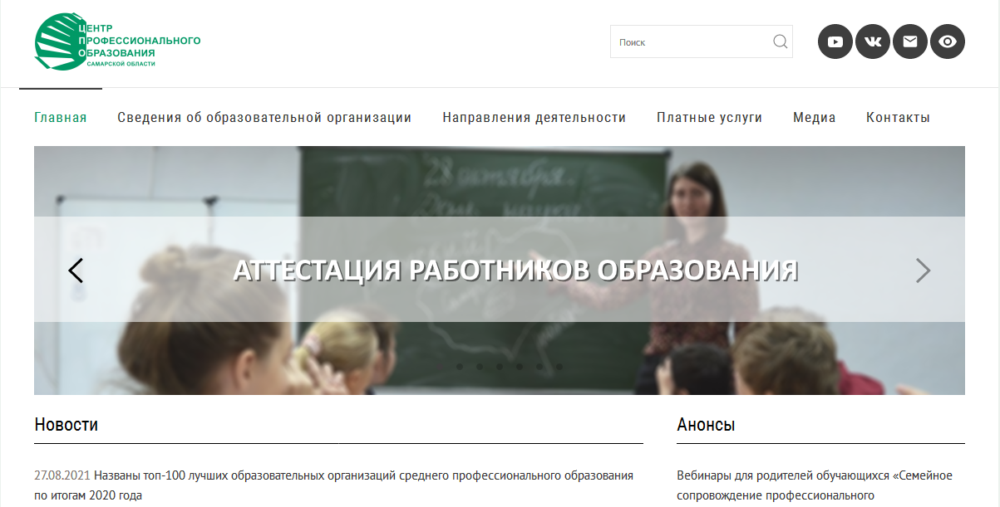 ЦЕНТР
ПРОФЕССИОНАЛЬНОГО
ОБРАЗОВАНИЯ
САМАРСКОЙ ОБЛАСТИ
Поиск
Главная
Сведения об образовательной организации
Направления деятельности
Платные услуги
Медиа
Контакты
28 октября.
День науки
АТТЕСТАЦИЯ РАБОТНИКОВ ОБРАЗОВАНИЯ
Новости
27.08.2021 Названы топ-100 лучших образовательных организаций среднего профессионального образования
по итогам 2020 года
Анонсы
Вебинары для родителей обучающихся «Семейное
сопровождение профессионального